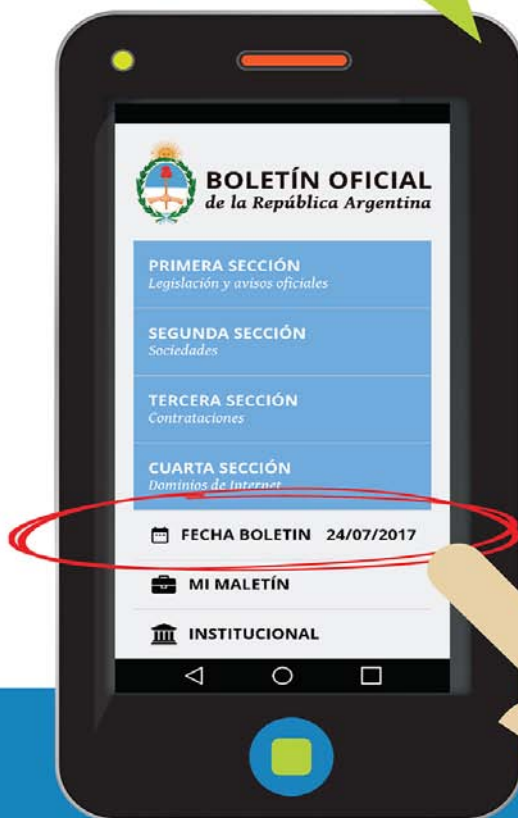 BOLETÍN OFICIAL
de la República Argentina
PRIMERA SECCIÓN
Legislación y avisos oficiales
SEGUNDA SECCIÓN
Sociedades
TERCERA SECCIÓN
Contrataciones
CUARTA SECCIÓN
Dominios de Internet
FECHA BOLETIN 24/07/2017
MI MALETÍN
INSTITUCIONAL